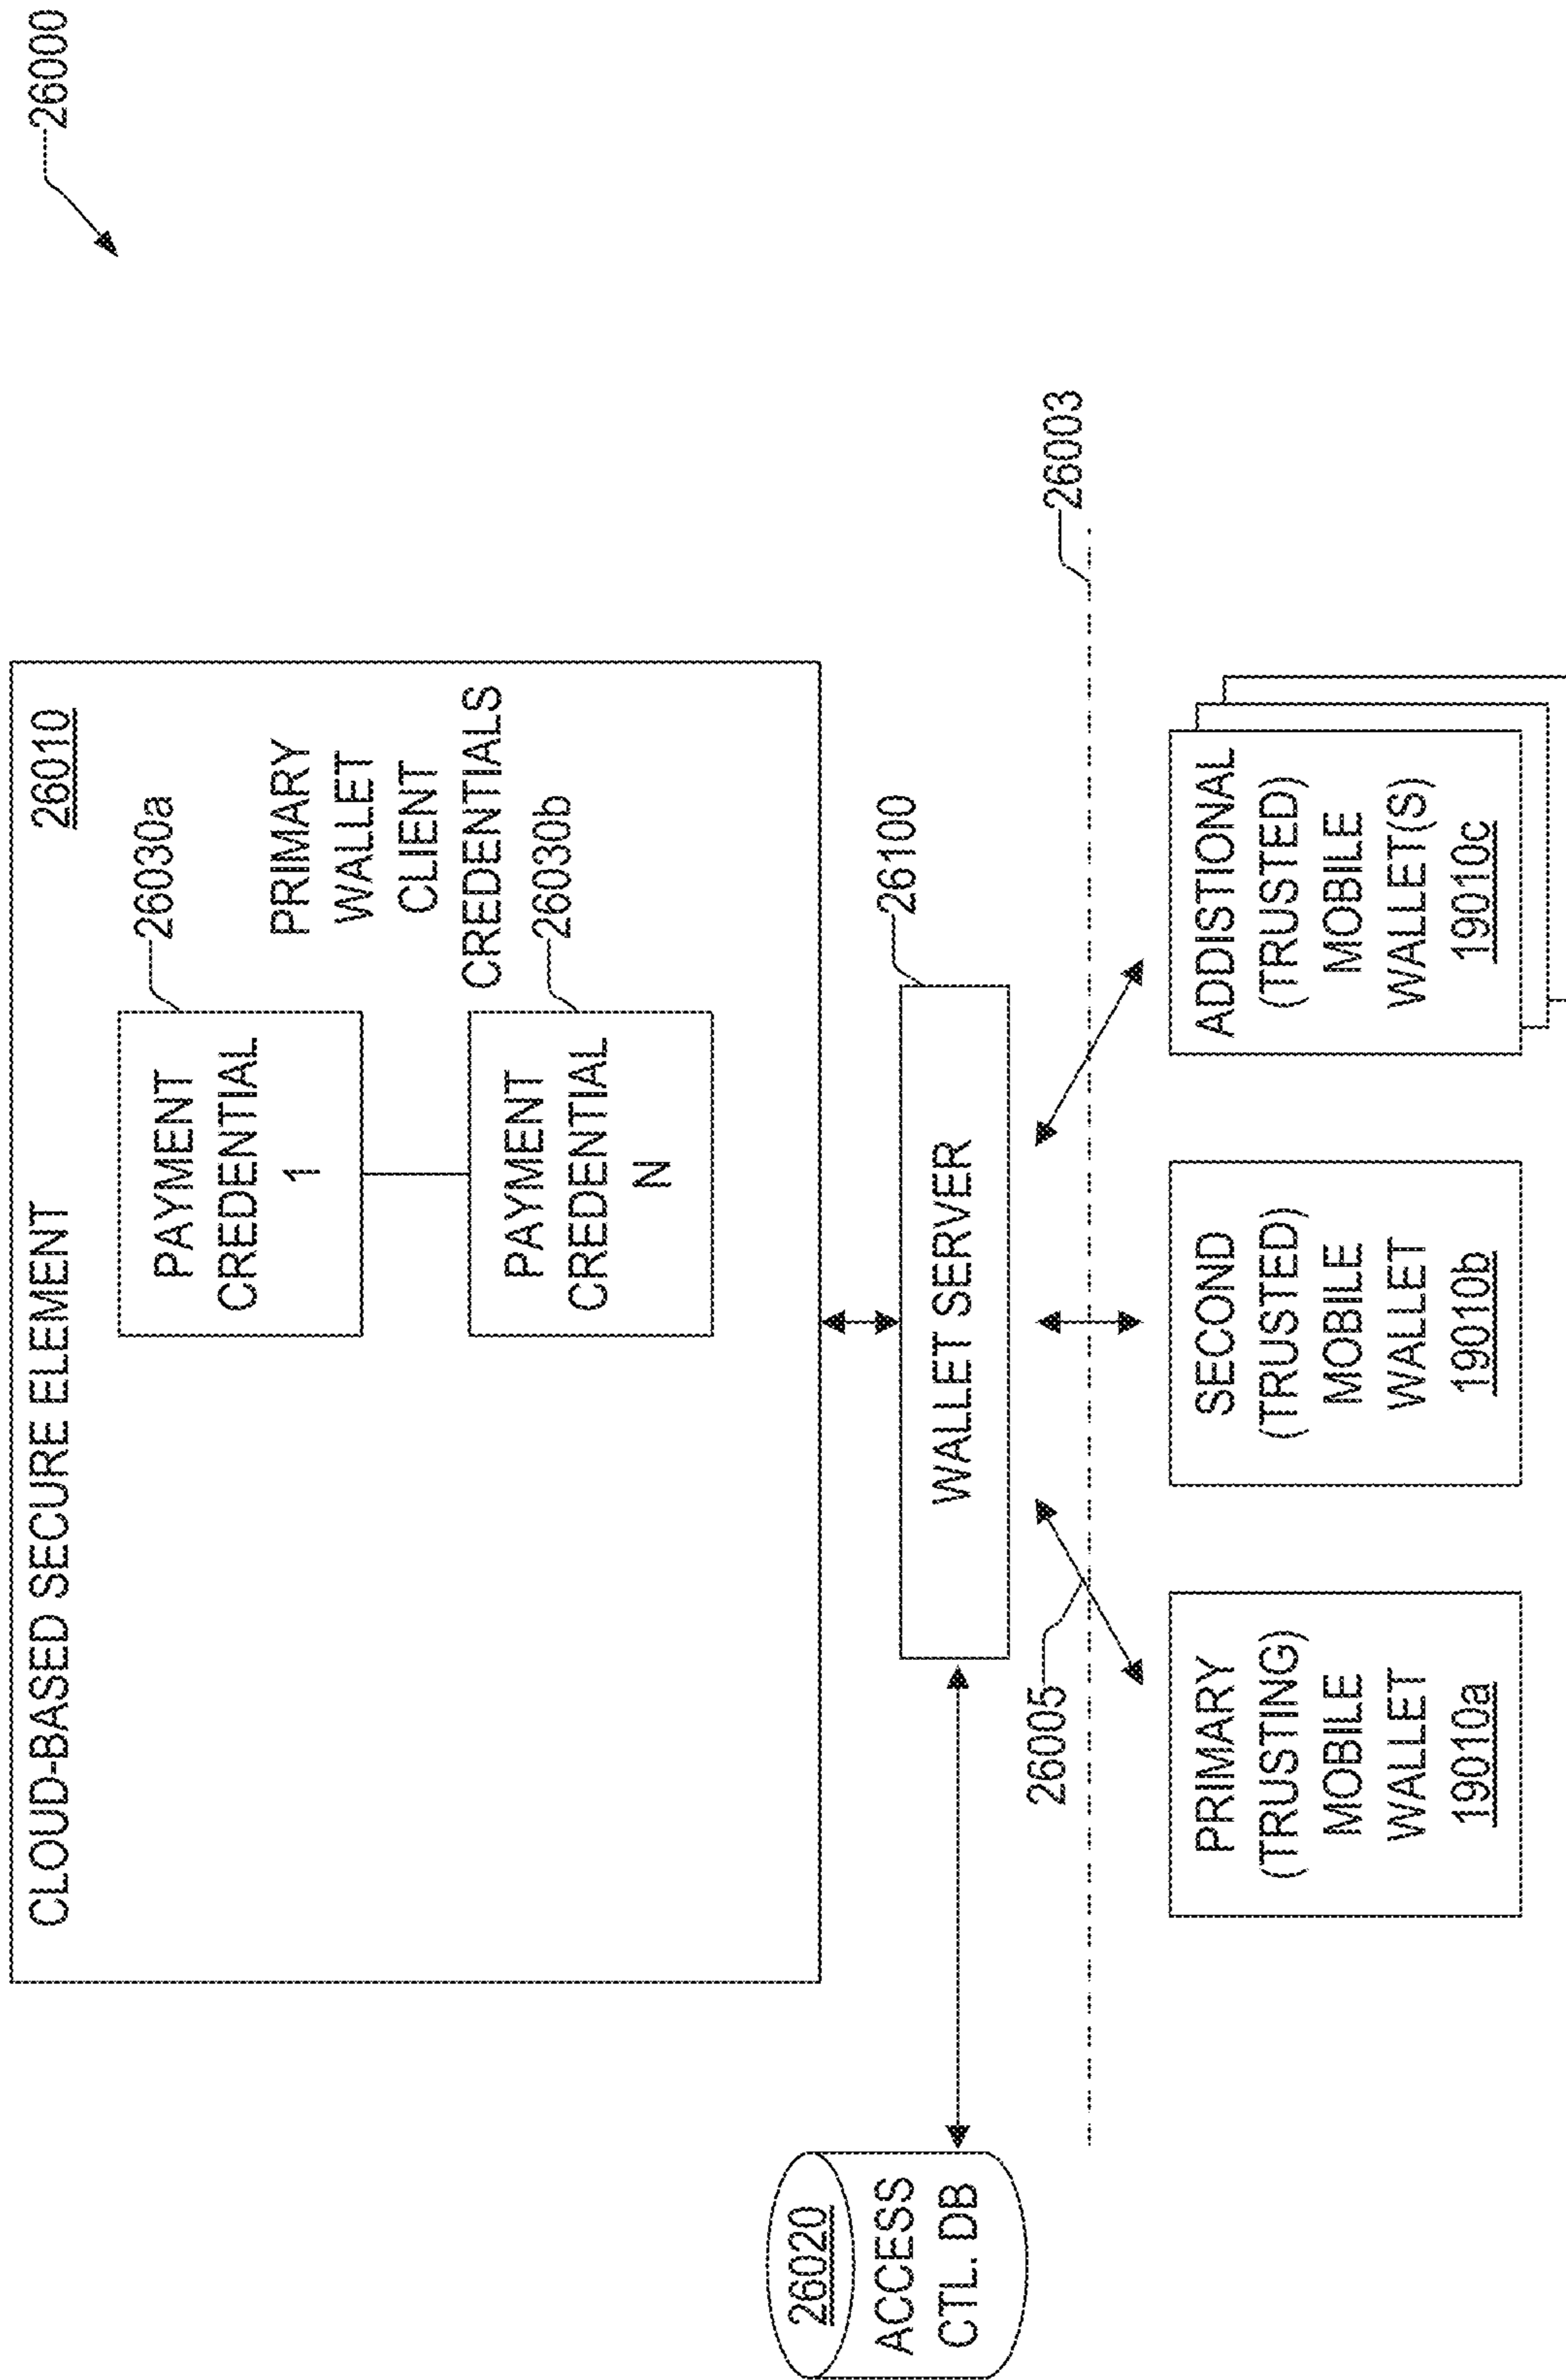 26000
CLOUD-BASED SECURE ELEMENT
26010
PAYMENT
CREDENTIAL
1
26030a
PRIMARY
WALLET
CLIENT
CREDENTIALS
PAYMENT
CREDENTIAL
N
26030b
26020
ACCESS
CTL. DB
WALLET SERVER
26100
26005
26003
PRIMARY
(TRUSTING)
MOBILE
WALLET
19010a
SECOND
(TRUSTED)
MOBILE
WALLET
19010b
ADDISTIONAL
(TRUSTED)
MOBILE
WALLET(S)
19010c